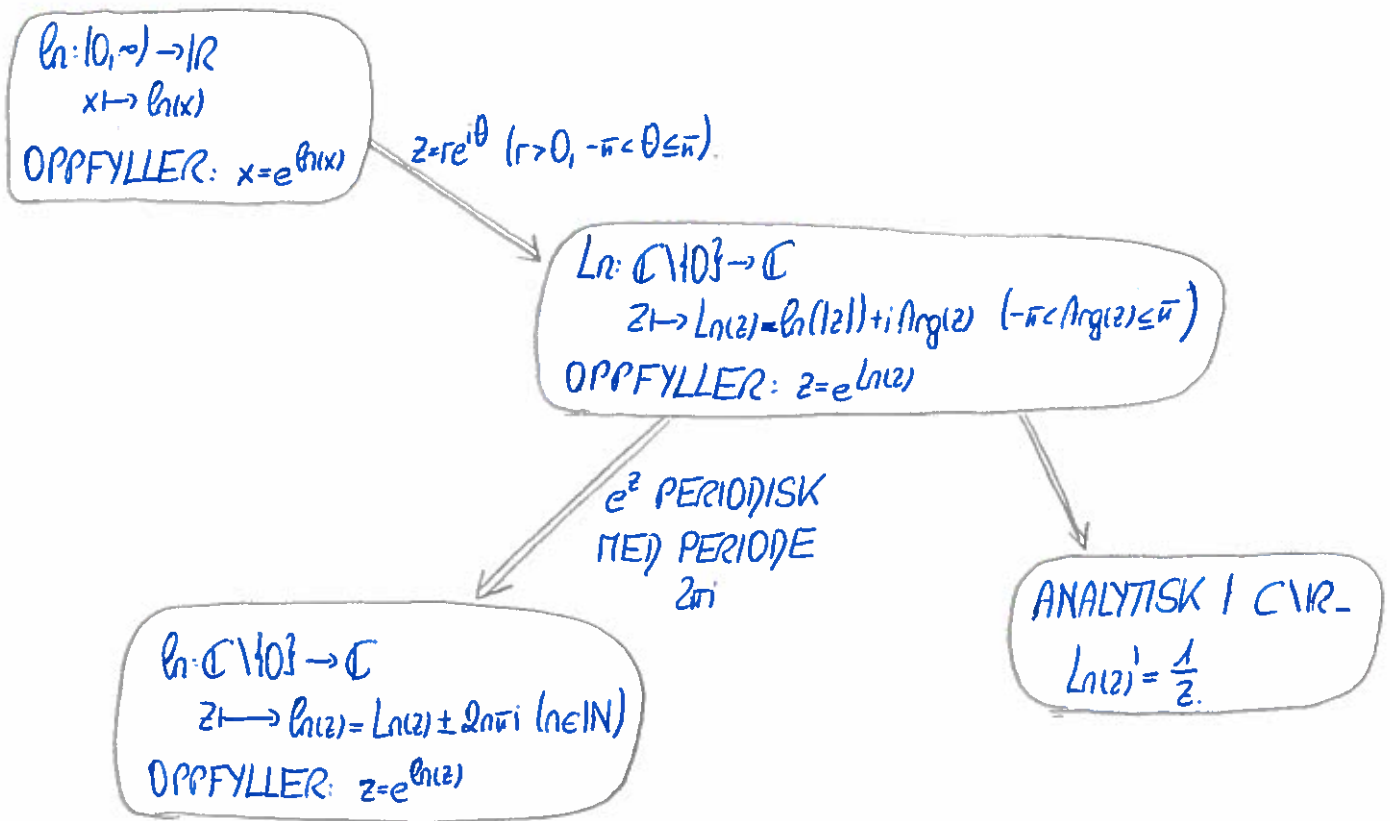 ln: (0,∞) → ℝ
x ↦ ln(x)
OPPFYLLER: x=e^{ln(x)}
z=re^{iθ} (r>0, -π<θ≤π).
Ln: ℂ\{0} → ℂ
z ↦ Ln(z)=ln(|z|)+i Arg(z) (-π<Arg(z)≤π)
OPPFYLLER: z=e^{Ln(z)}
e^z PERIODISK
MED PERIODE
2πi
ANALYTISK I C\ℝ_
Ln(z)' = 1/z.
ln: ℂ\{0} → ℂ
z ⟼ ln(z)=Ln(z) ± 2nπi (n∈ℕ)
OPPFYLLER: z=e^{ln(z)}